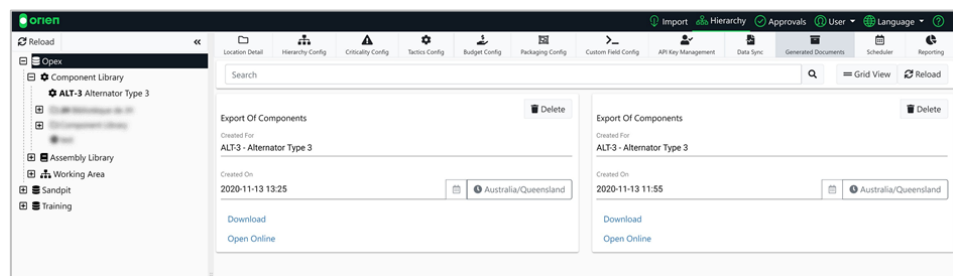 orien
Import Hierarchy Approvals User Language
Reload
Opex
Component Library
ALT-3 Alternator Type 3
Assembly Library
Working Area
Sandpit
Training
Location Detail Hierarchy Config Criticality Config Tactics Config Budget Config Packaging Config Custom Field Config API Key Management Data Sync Generated Documents Scheduler Reporting
Search Grid View Reload
Delete
Export Of Components
Created For
ALT-3 - Alternator Type 3
Created On
2020-11-13 13:25 Australia/Queensland
Download
Open Online
Delete
Export Of Components
Created For
ALT-3 - Alternator Type 3
Created On
2020-11-13 11:55 Australia/Queensland
Download
Open Online